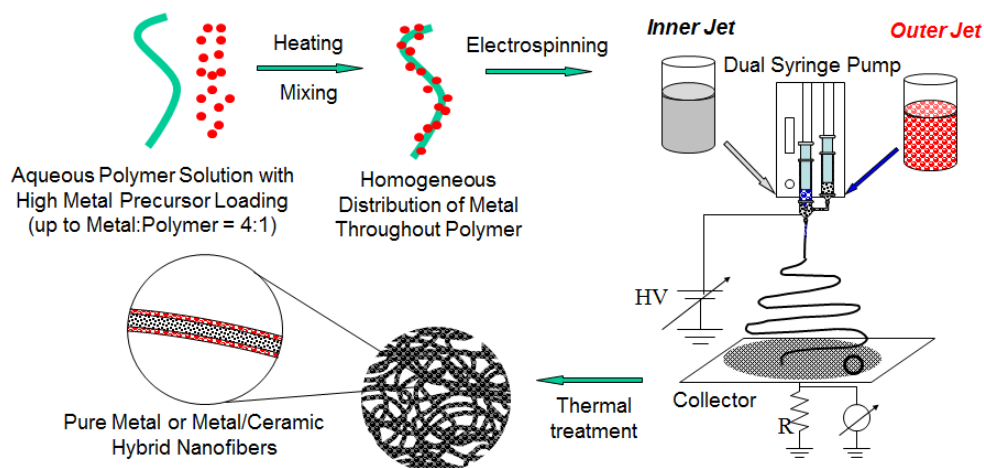 Heating
Mixing
Electrospinning
Inner Jet
Outer Jet
Dual Syringe Pump
Aqueous Polymer Solution with
High Metal Precursor Loading
(up to Metal:Polymer = 4:1)
Homogeneous
Distribution of Metal
Throughout Polymer
HV
Collector
R
Thermal
treatment
Pure Metal or Metal/Ceramic
Hybrid Nanofibers